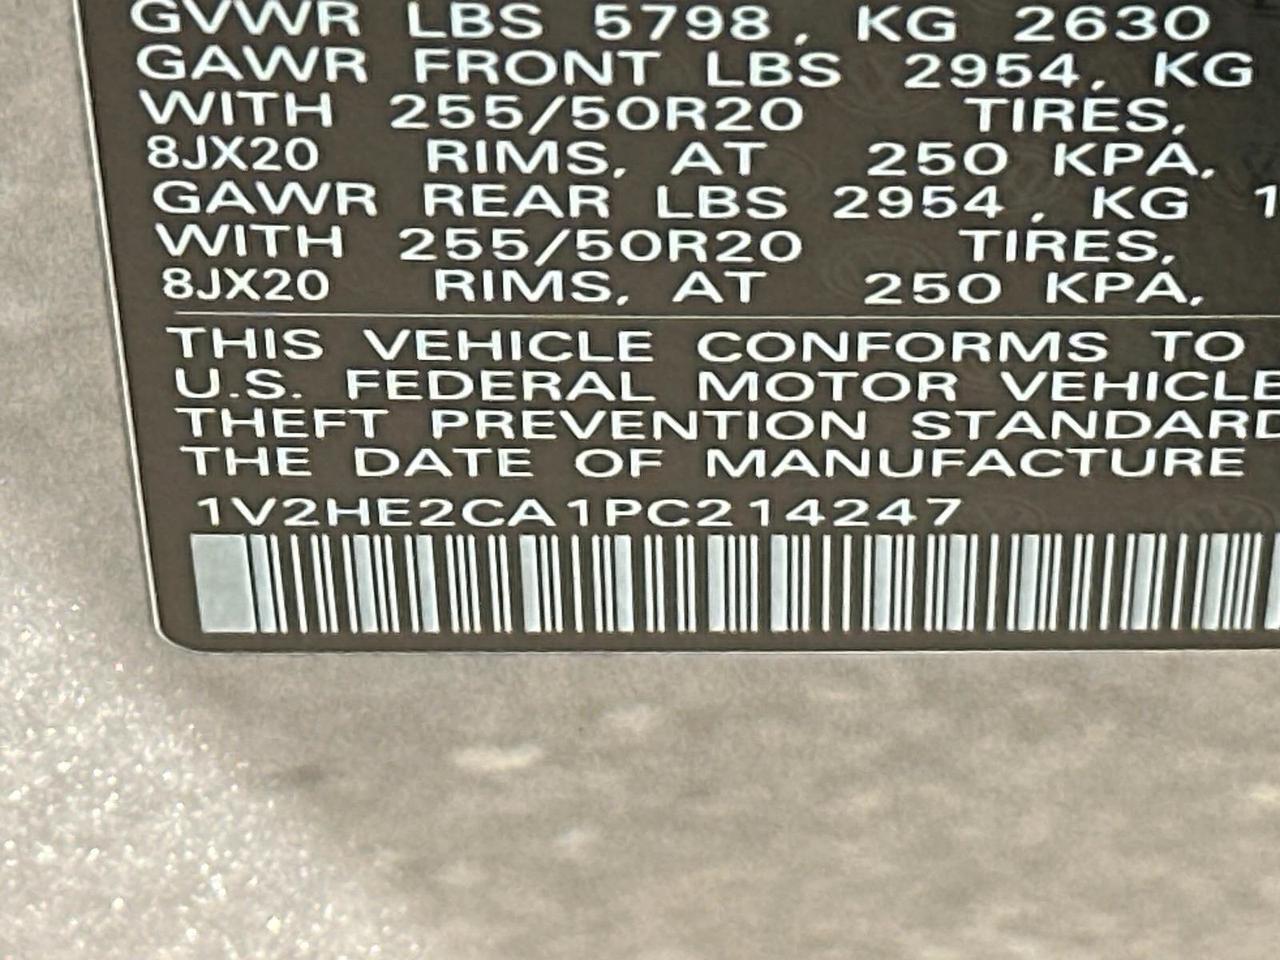 GVWR LBS 5798, KG 2630
GAWR FRONT LBS 2954, KG
WITH 255/50R20 TIRES,
8JX20 RIMS, AT 250 KPA,
GAWR REAR LBS 2954, KG 1
WITH 255/50R20 TIRES,
8JX20 RIMS, AT 250 KPA,
THIS VEHICLE CONFORMS TO
U.S. FEDERAL MOTOR VEHICLE
THEFT PREVENTION STANDARD
THE DATE OF MANUFACTURE
1V2HE2CA1PC214247